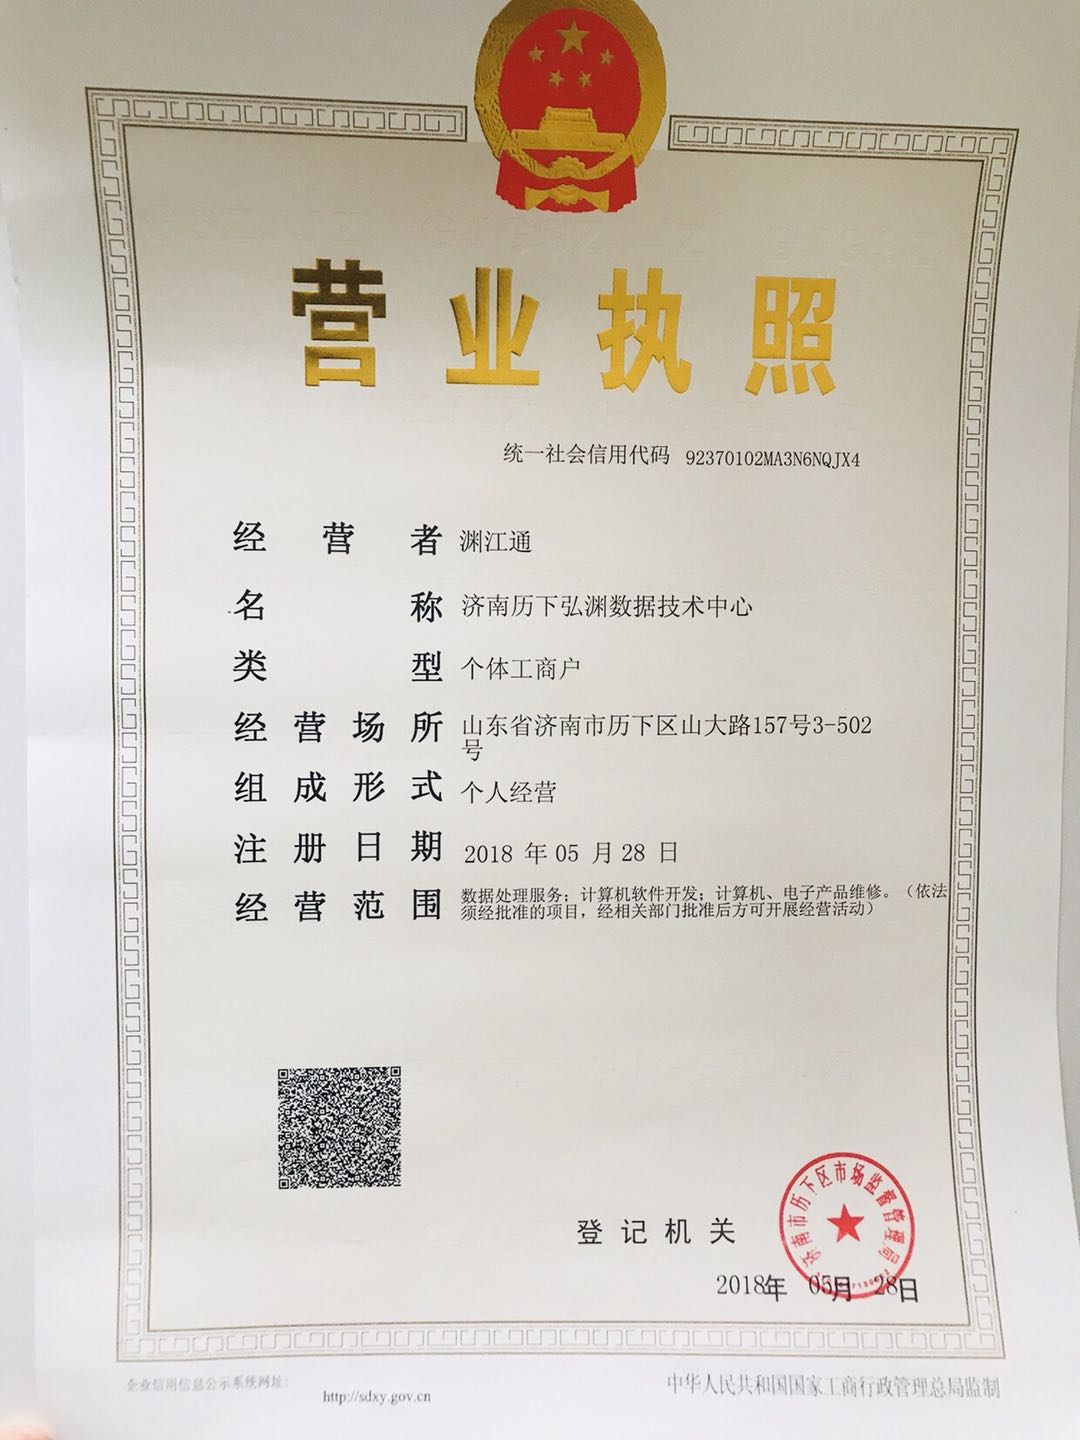 营业执照
统一社会信用代码 92370102MA3N6NQJX4
经营者 渊江通
名称 济南历下弘渊数据技术中心
类型 个体工商户
经营场所 山东省济南市历下区山大路157号3-502
号
组成形式 个人经营
注册日期 2018 年 05 月 28 日
经营范围 数据处理服务；计算机软件开发；计算机、电子产品维修。（依法
须经批准的项目，经相关部门批准后方可开展经营活动）
济南市历下区市场监督管理局
登记机关
2018年 05月 28日
企业信用信息公示系统网址：
http://sdxy.gov.cn
中华人民共和国国家工商行政管理总局监制